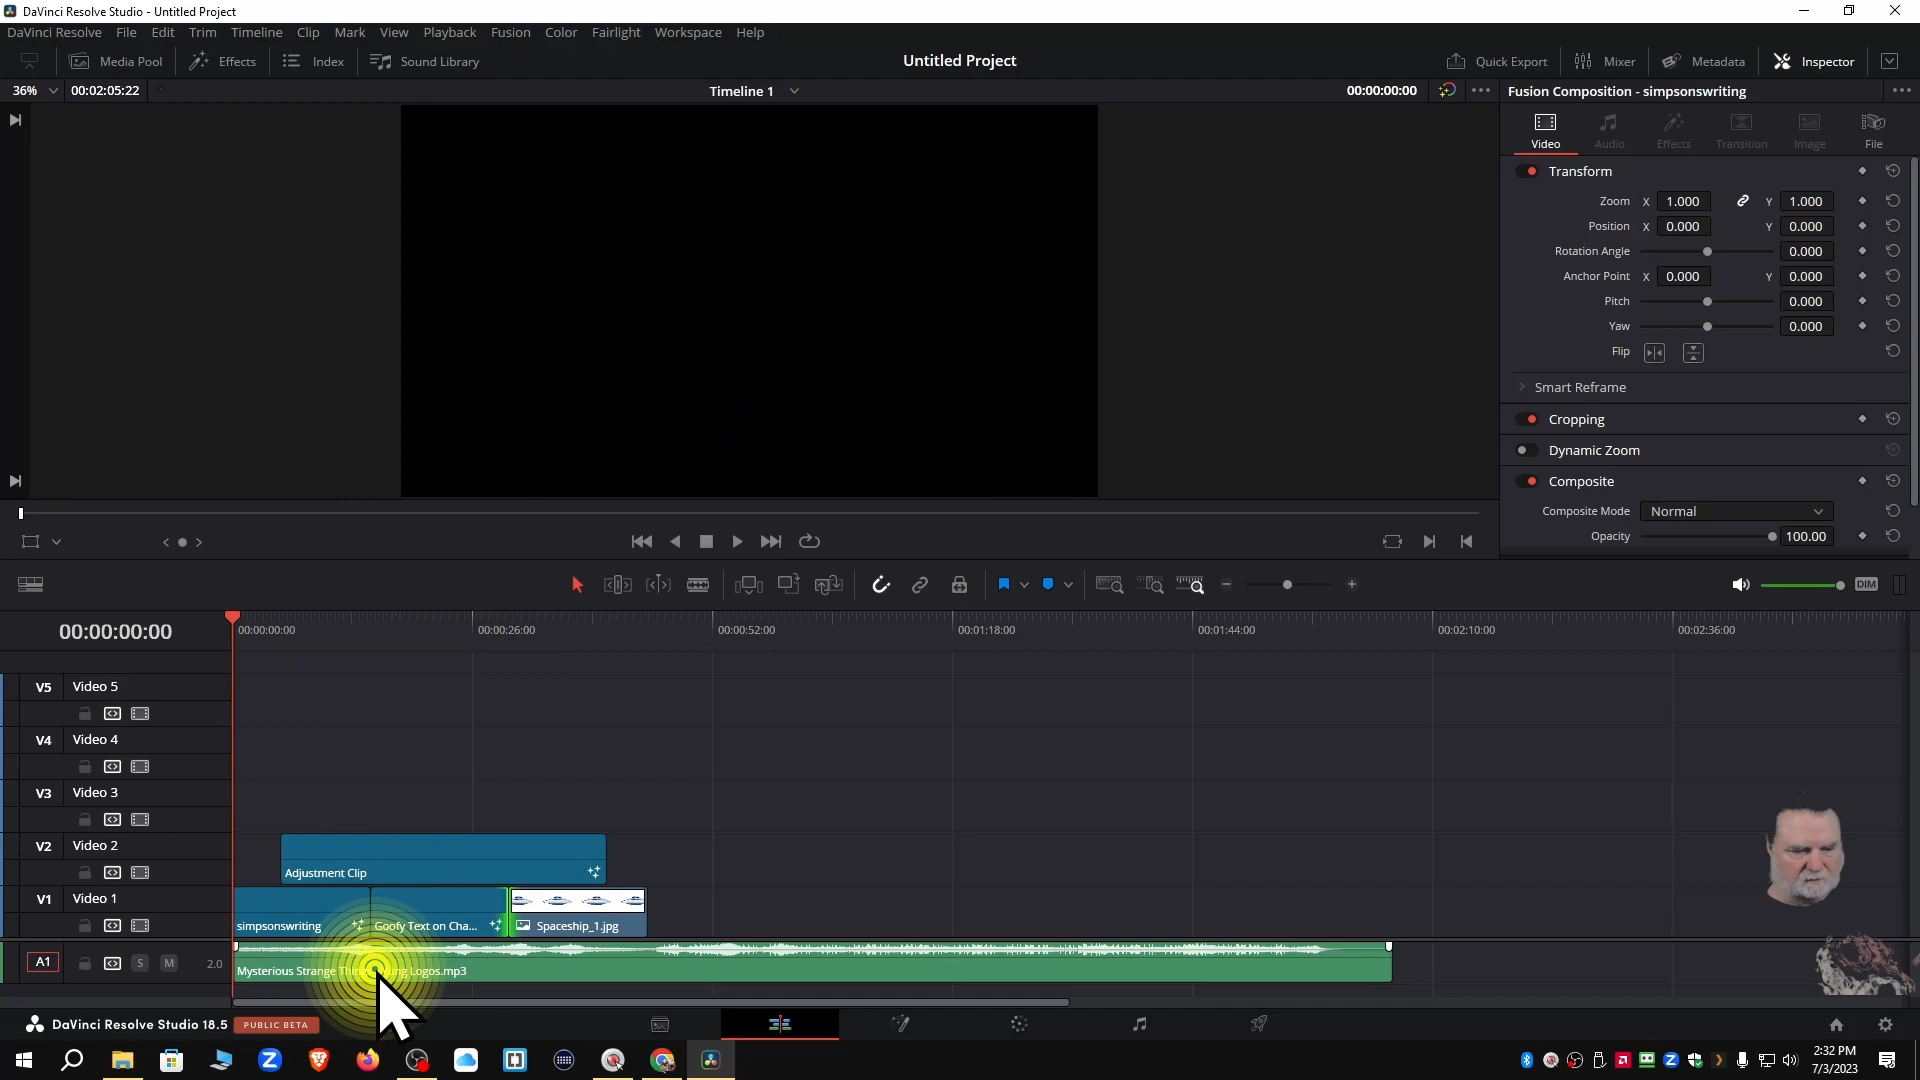 DaVinci Resolve Studio - Untitled Project
DaVinci Resolve File Edit Trim Timeline Clip Mark View Playback Fusion Color Fairlight Workspace Help
Media Pool Effects Index Sound Library Untitled Project Quick Export Mixer Metadata Inspector
36% 00:02:05:22 Timeline 1 00:00:00:00 Fusion Composition - simpsonswriting
Video Audio Effects Transition Image File
Transform
Zoom X 1.000 Y 1.000
Position X 0.000 Y 0.000
Rotation Angle 0.000
Anchor Point X 0.000 Y 0.000
Pitch 0.000
Yaw 0.000
Flip
Smart Reframe
Cropping
Dynamic Zoom
Composite
Composite Mode Normal
Opacity 100.00
DIM
00:00:00:00 00:00:00:00 00:00:26:00 00:00:52:00 00:01:18:00 00:01:44:00 00:02:10:00 00:02:36:00
V5 Video 5
V4 Video 4
V3 Video 3
V2 Video 2
Adjustment Clip
V1 Video 1
simpsonswriting Goofy Text on Cha... Spaceship_1.jpg
A1 S M 2.0 Mysterious Strange Logos.mp3
DaVinci Resolve Studio 18.5 PUBLIC BETA
2:32 PM
7/3/2023